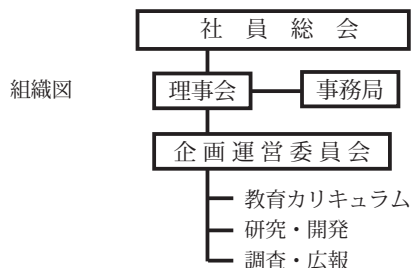 社員総会
組織図
理事会
事務局
企画運営委員会
教育カリキュラム
研究・開発
調査・広報